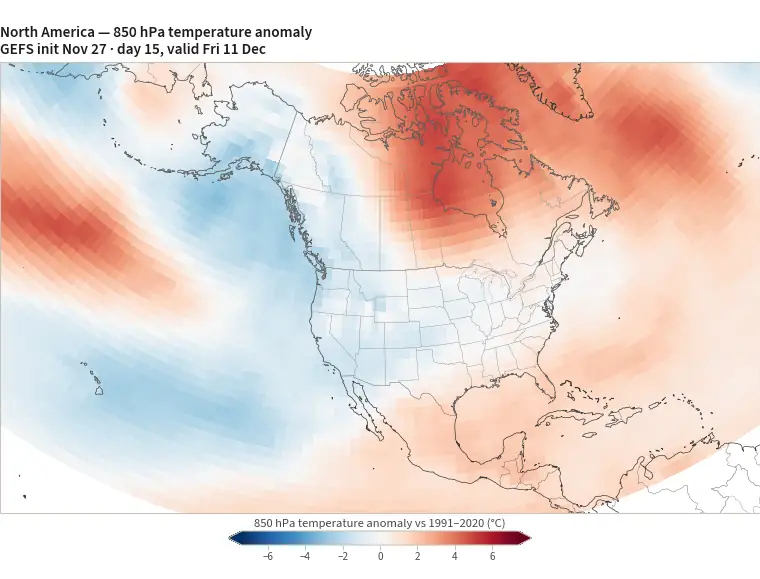 North America — 850 hPa temperature anomaly
GEFS init Nov 27 · day 15, valid Fri 11 Dec
850 hPa temperature anomaly vs 1991–2020 (°C)
−6 −4 −2 0 2 4 6